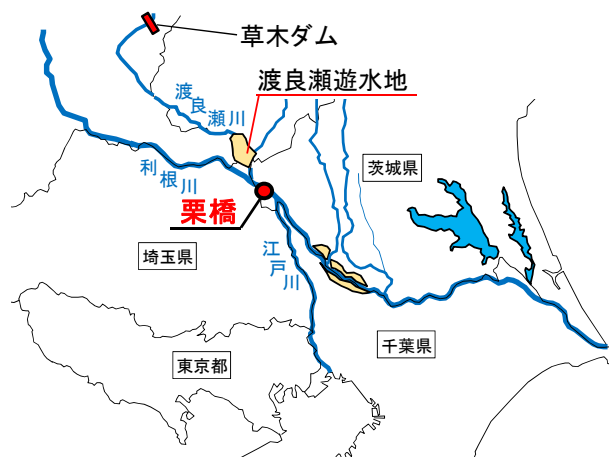 草木ダム
渡良瀬遊水地
渡良瀬川
利根川
茨城県
栗橋
埼玉県
江戸川
千葉県
東京都